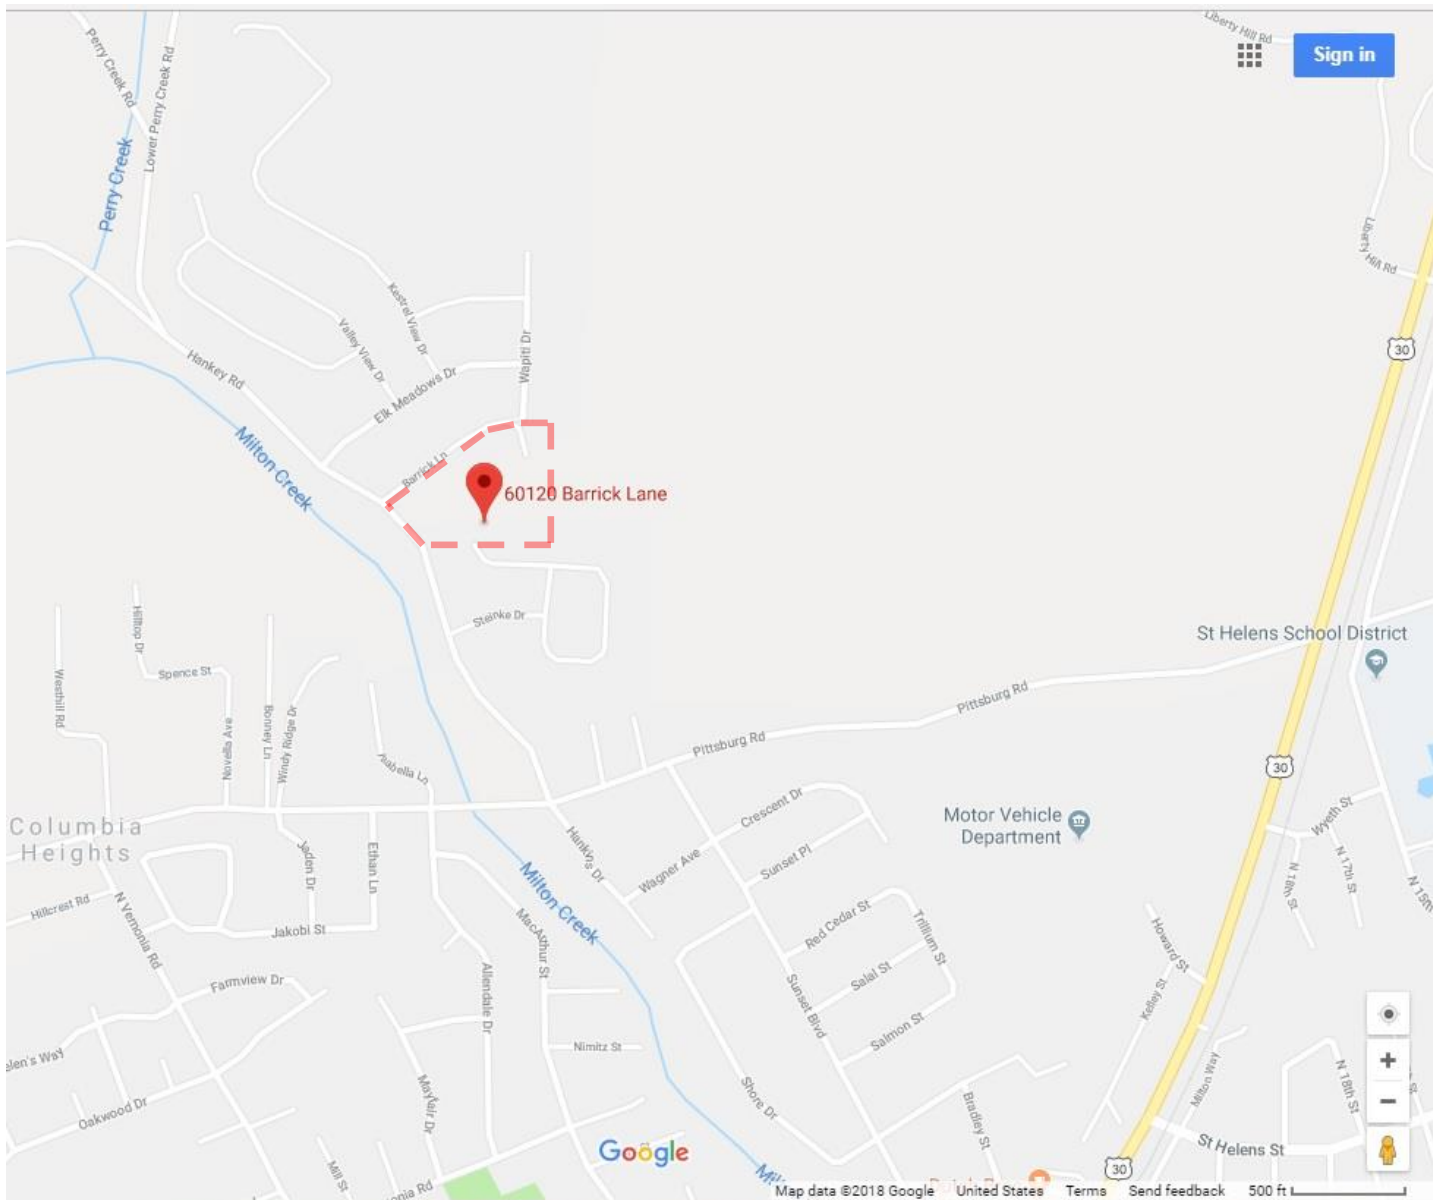 Liberty Hill Rd
Sign in
Perry Creek Rd
Lower Perry Creek Rd
Perry Creek
Liberty Hill Rd
Kestrel View Dr
Valley View Dr
Wapiti Dr
30
Hankey Rd
Elk Meadows Dr
Milton Creek
Barrick Ln
60120 Barrick Lane
Hilltop Dr
Steinke Dr
St Helens School District
Spence St
Westhill Rd
Novella Ave
Bonney Ln
Windy Ridge Dr
Pittsburg Rd
Pittsburg Rd
30
Columbia
Heights
Crescent Dr
Motor Vehicle
Department
Wyeth St
Jaden Dr
Ethan Ln
Hankins Dr
Wagner Ave
Sunset Pl
N 18th St
N 17th St
N 15th
Hillcrest Rd
N Vernonia Rd
Jakobi St
Milton Creek
MacArthur St
Red Cedar St
Trillium St
Howard St
Farmview Dr
Allendale Dr
Salal St
Sunset Blvd
Kelley St
elen's Way
Nimitz St
Salmon St
Oakwood Dr
Mayfair Dr
Shore Dr
Bradley St
Milton Way
N 18th St
Mill St
St Helens St
Google
30
onia Rd
Map data ©2018 Google United States Terms Send feedback 500 ft